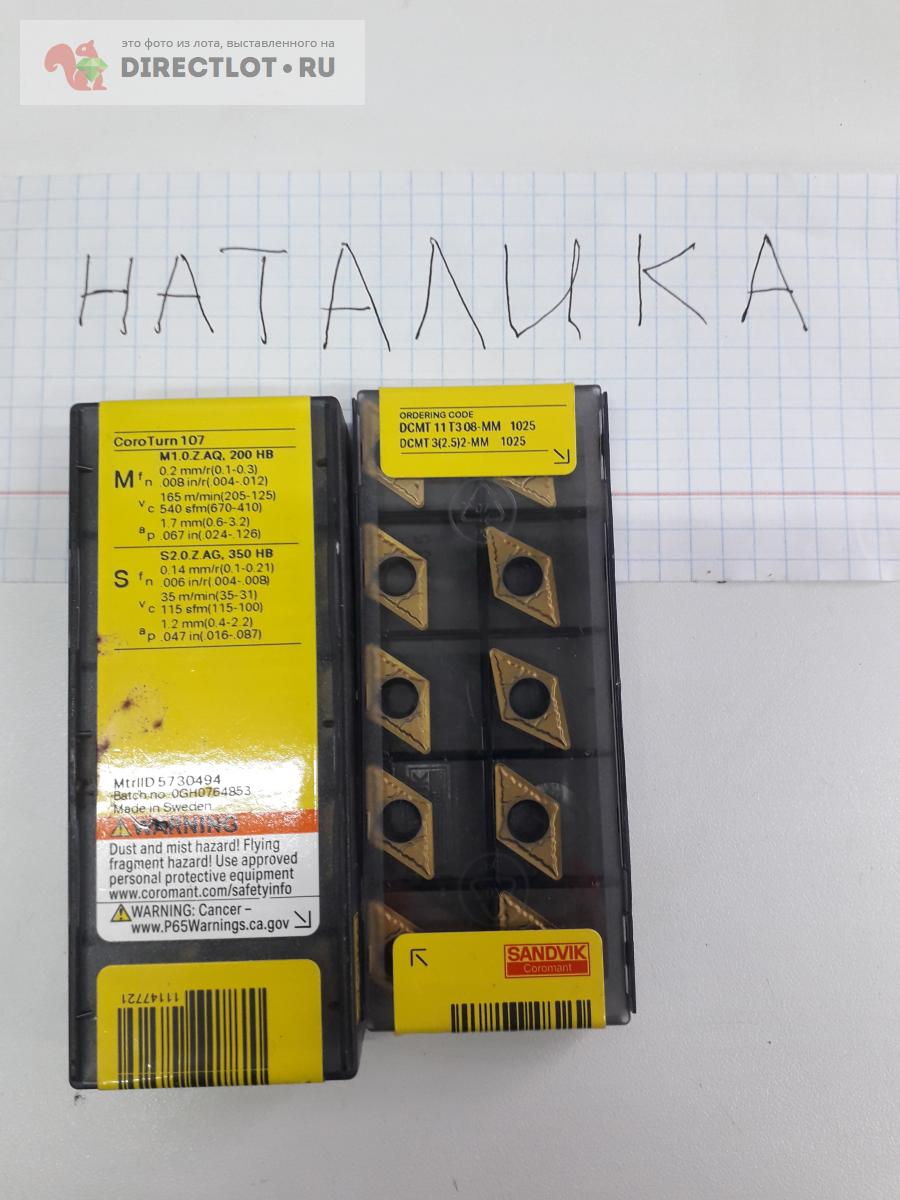 это фото из лота, выставленного на
DIRECTLOT.RU
НАТАЛИКА
CoroTurn 107
M1.0.Z.AQ, 200 HB
M fn 0.2 mm/r(0.1-0.3)
.008 in/r(.004-.012)
vc 165 m/min(205-125)
540 sfm(670-410)
ap 1.7 mm(0.6-3.2)
.067 in(.024-.126)
S2.0.Z.AG, 350 HB
S fn 0.14 mm/r(0.1-0.21)
.006 in/r(.004-.008)
vc 35 m/min(35-31)
115 sfm(115-100)
ap 1.2 mm(0.4-2.2)
.047 in(.016-.087)
MtrlID 5730494
Batch no. 0GH0764853
Made in Sweden
WARNING
Dust and mist hazard! Flying
fragment hazard! Use approved
personal protective equipment
www.coromant.com/safetyinfo
WARNING: Cancer –
www.P65Warnings.ca.gov
11147721
ORDERING CODE
DCMT 11 T3 08-MM 1025
DCMT 3(2.5)2-MM 1025
SANDVIK
Coromant